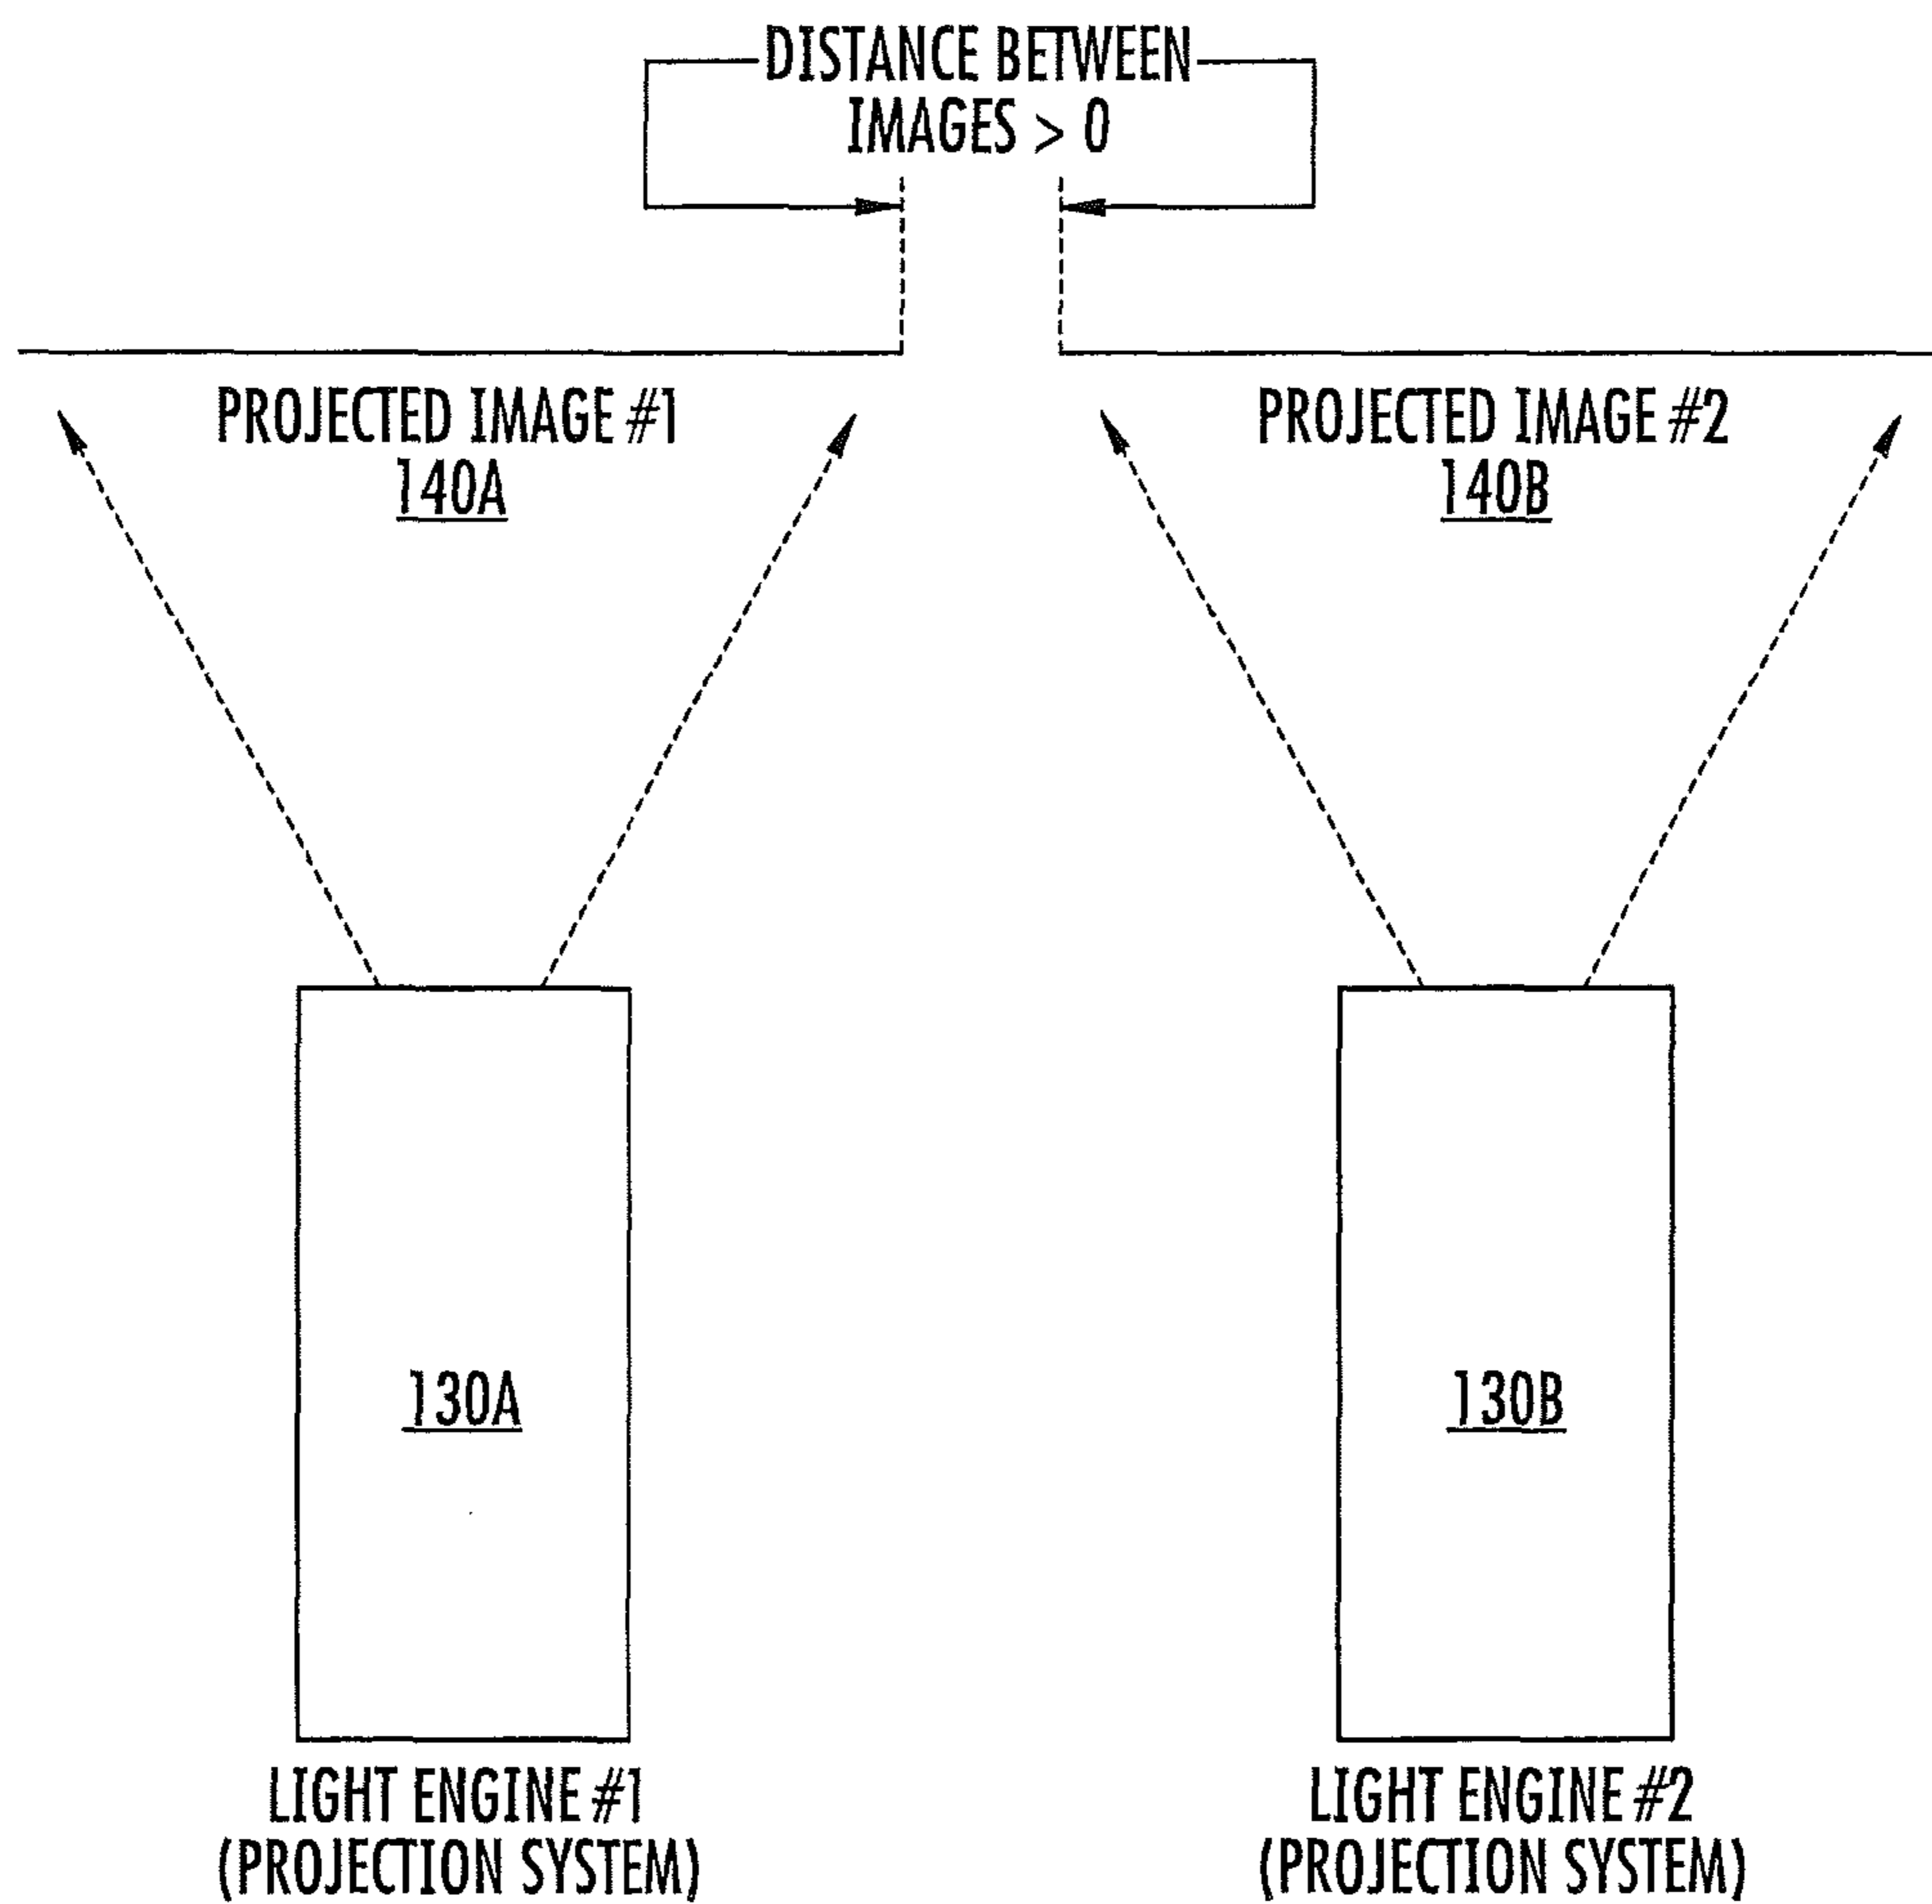 DISTANCE BETWEEN
IMAGES > 0
PROJECTED IMAGE #1
140A
PROJECTED IMAGE #2
140B
130A
130B
LIGHT ENGINE #1
(PROJECTION SYSTEM)
LIGHT ENGINE #2
(PROJECTION SYSTEM)